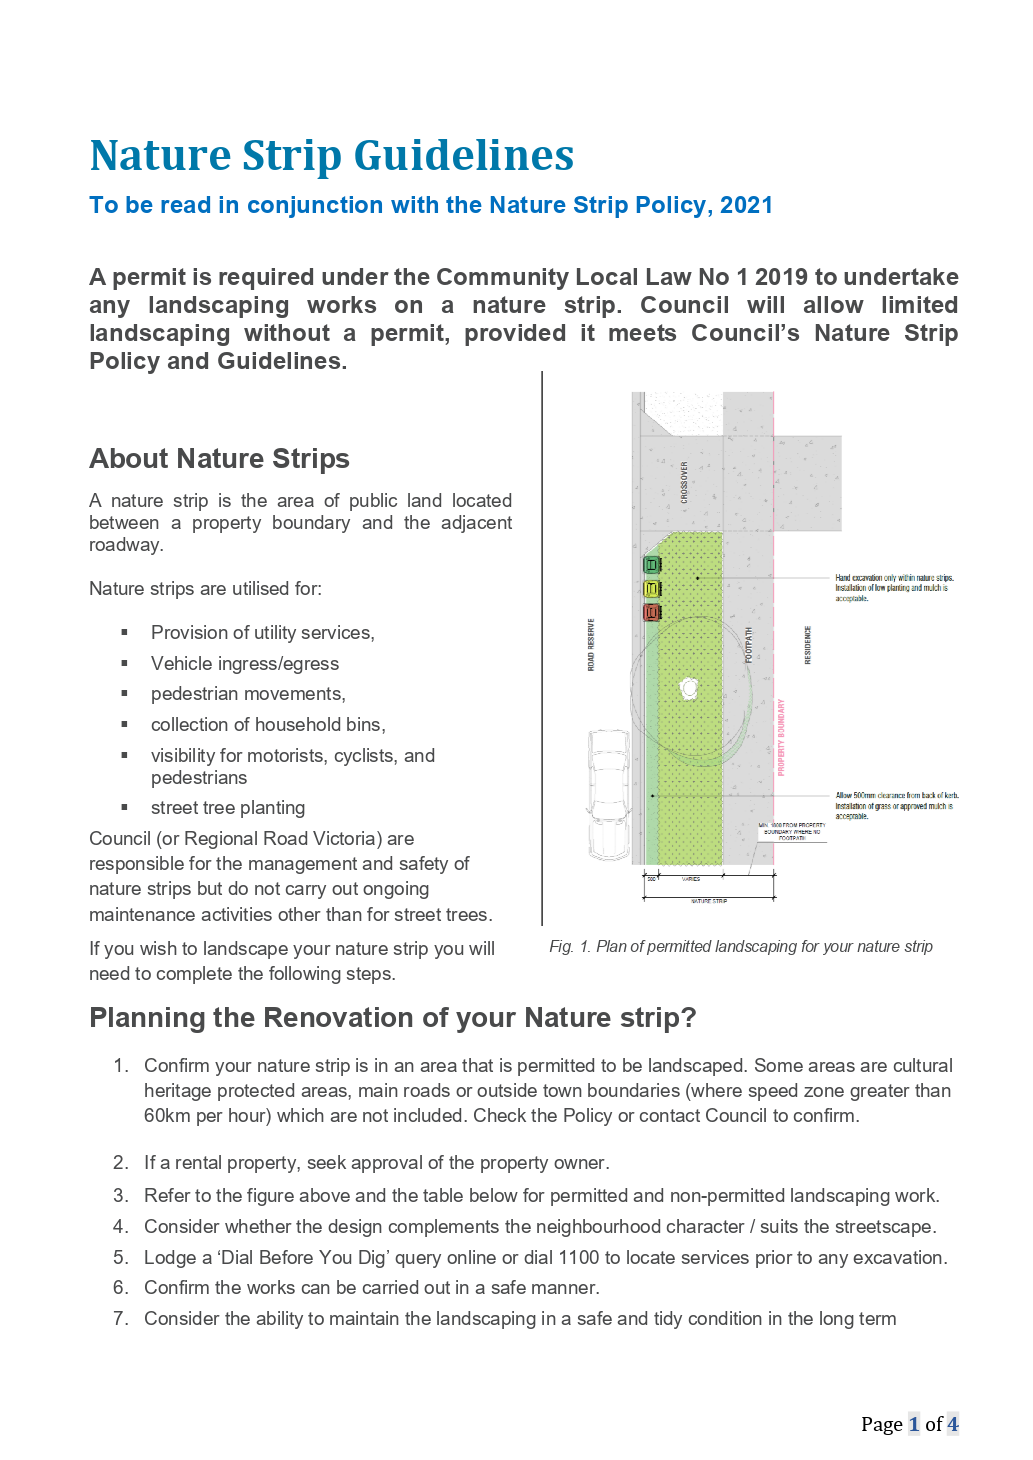 Nature Strip Guidelines
To be read in conjunction with the Nature Strip Policy, 2021
A permit is required under the Community Local Law No 1 2019 to undertake
any landscaping works on a nature strip. Council will allow limited
landscaping without a permit, provided it meets Council's Nature Strip
Policy and Guidelines.
About Nature Strips
A nature strip is the area of public land located
between a property boundary and the adjacent
roadway.
Nature strips are utilised for:
▪ Provision of utility services,
▪ Vehicle ingress/egress
▪ pedestrian movements,
▪ collection of household bins,
▪ visibility for motorists, cyclists, and
pedestrians
▪ street tree planting
Council (or Regional Road Victoria) are
responsible for the management and safety of
nature strips but do not carry out ongoing
maintenance activities other than for street trees.
If you wish to landscape your nature strip you will
need to complete the following steps.
CROSSOVER
Hand excavation only within nature strips.
Installation of low planting and mulch is
acceptable.
ROAD RESERVE
FOOTPATH
RESIDENCE
PROPERTY BOUNDARY
Allow 500mm clearance from back of kerb.
Installation of grass or approved mulch is
acceptable.
FROM PROPERTY
BOUNDARY WHERE NO
FOOTPATH
500
VARIES
NATURE STRIP
Fig. 1. Plan of permitted landscaping for your nature strip
Planning the Renovation of your Nature strip?
1. Confirm your nature strip is in an area that is permitted to be landscaped. Some areas are cultural
heritage protected areas, main roads or outside town boundaries (where speed zone greater than
60km per hour) which are not included. Check the Policy or contact Council to confirm.
2. If a rental property, seek approval of the property owner.
3. Refer to the figure above and the table below for permitted and non-permitted landscaping work.
4. Consider whether the design complements the neighbourhood character / suits the streetscape.
5. Lodge a 'Dial Before You Dig' query online or dial 1100 to locate services prior to any excavation.
6. Confirm the works can be carried out in a safe manner.
7. Consider the ability to maintain the landscaping in a safe and tidy condition in the long term
Page 1 of 4